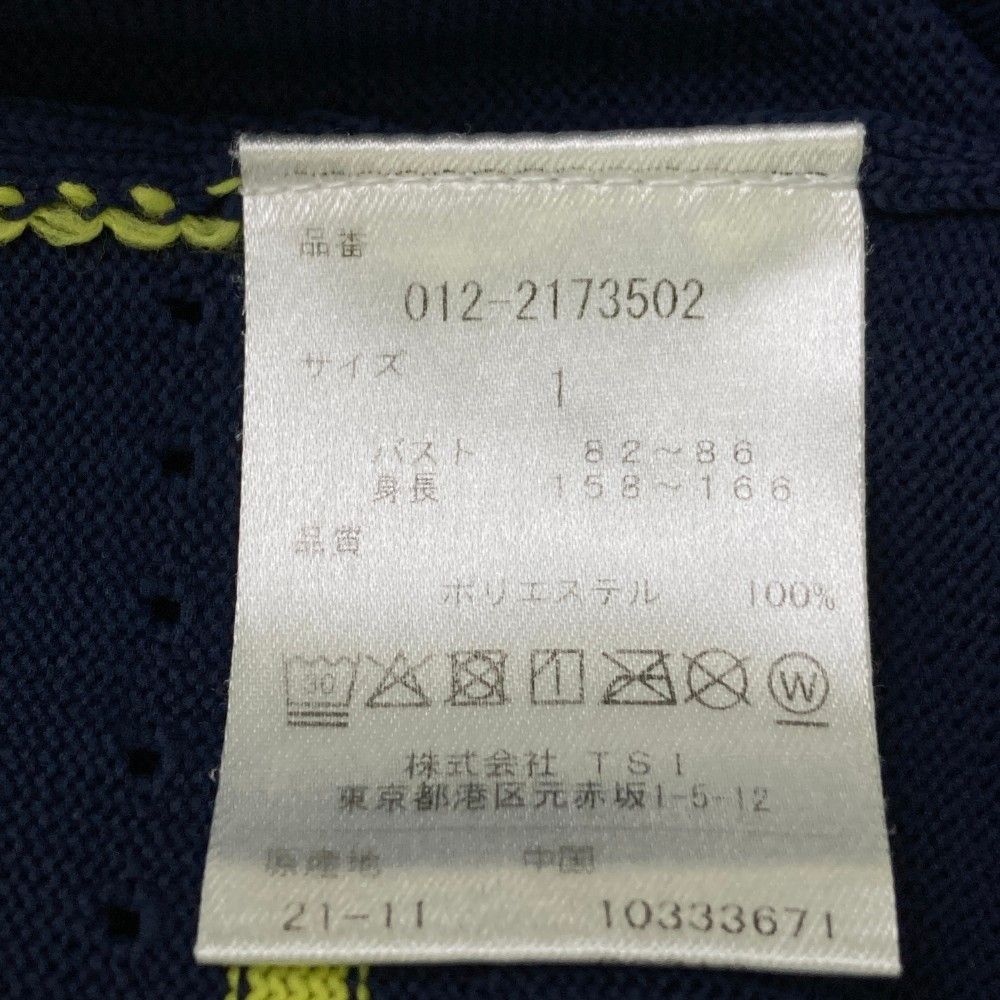 品番
012-2173502
サイズ 1
バスト 82～86
身長 158～166
品質
ポリエステル 100%
30 1 W
株式会社 TSI
東京都港区元赤坂1-5-12
原産地 中国
21-11 10333671